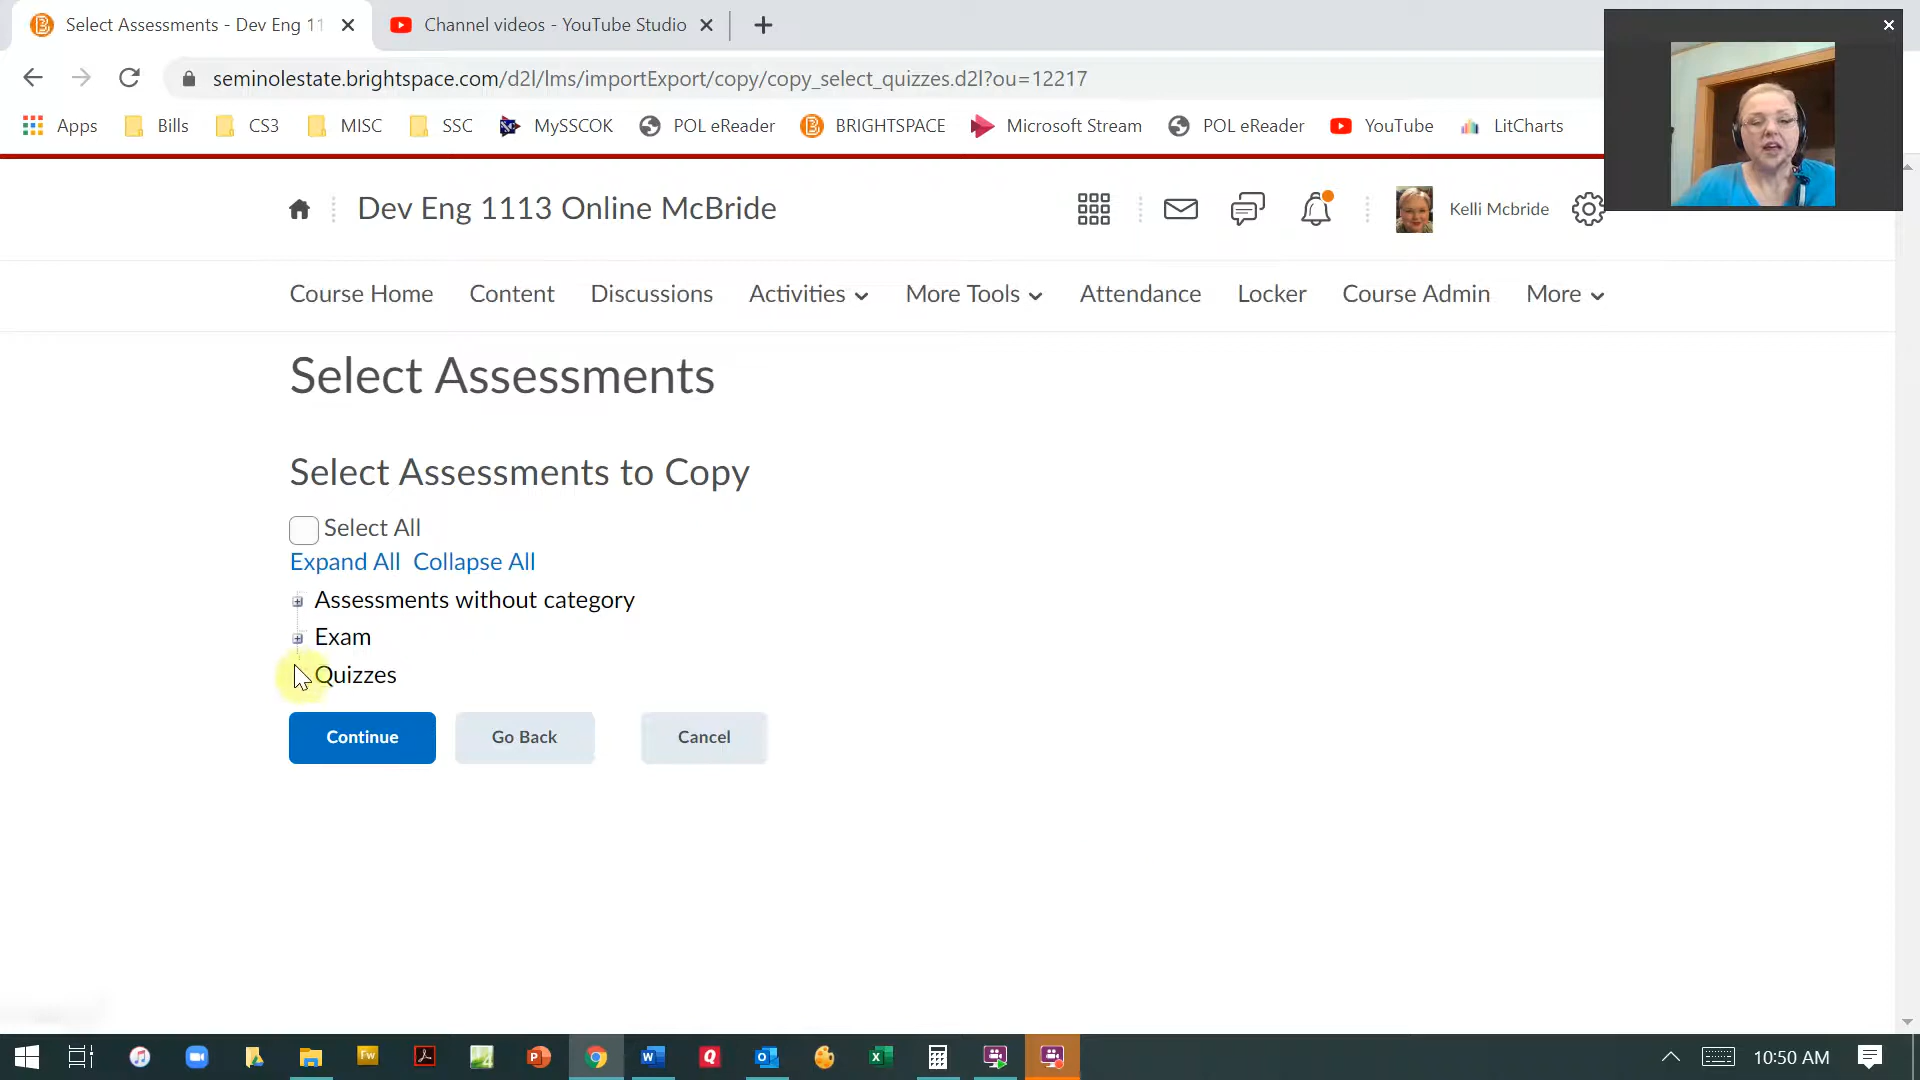 Select Assessments - Dev Eng 11
Channel videos - YouTube Studio
seminolestate.brightspace.com/d2l/lms/importExport/copy/copy_select_quizzes.d2l?ou=12217
Apps Bills CS3 MISC SSC MySSCOK POL eReader BRIGHTSPACE Microsoft Stream POL eReader YouTube LitCharts
Dev Eng 1113 Online McBride
Kelli Mcbride
Course Home Content Discussions Activities More Tools Attendance Locker Course Admin More
Select Assessments
Select Assessments to Copy
Select All
Expand All Collapse All
Assessments without category
Exam
Quizzes
Continue Go Back Cancel
10:50 AM